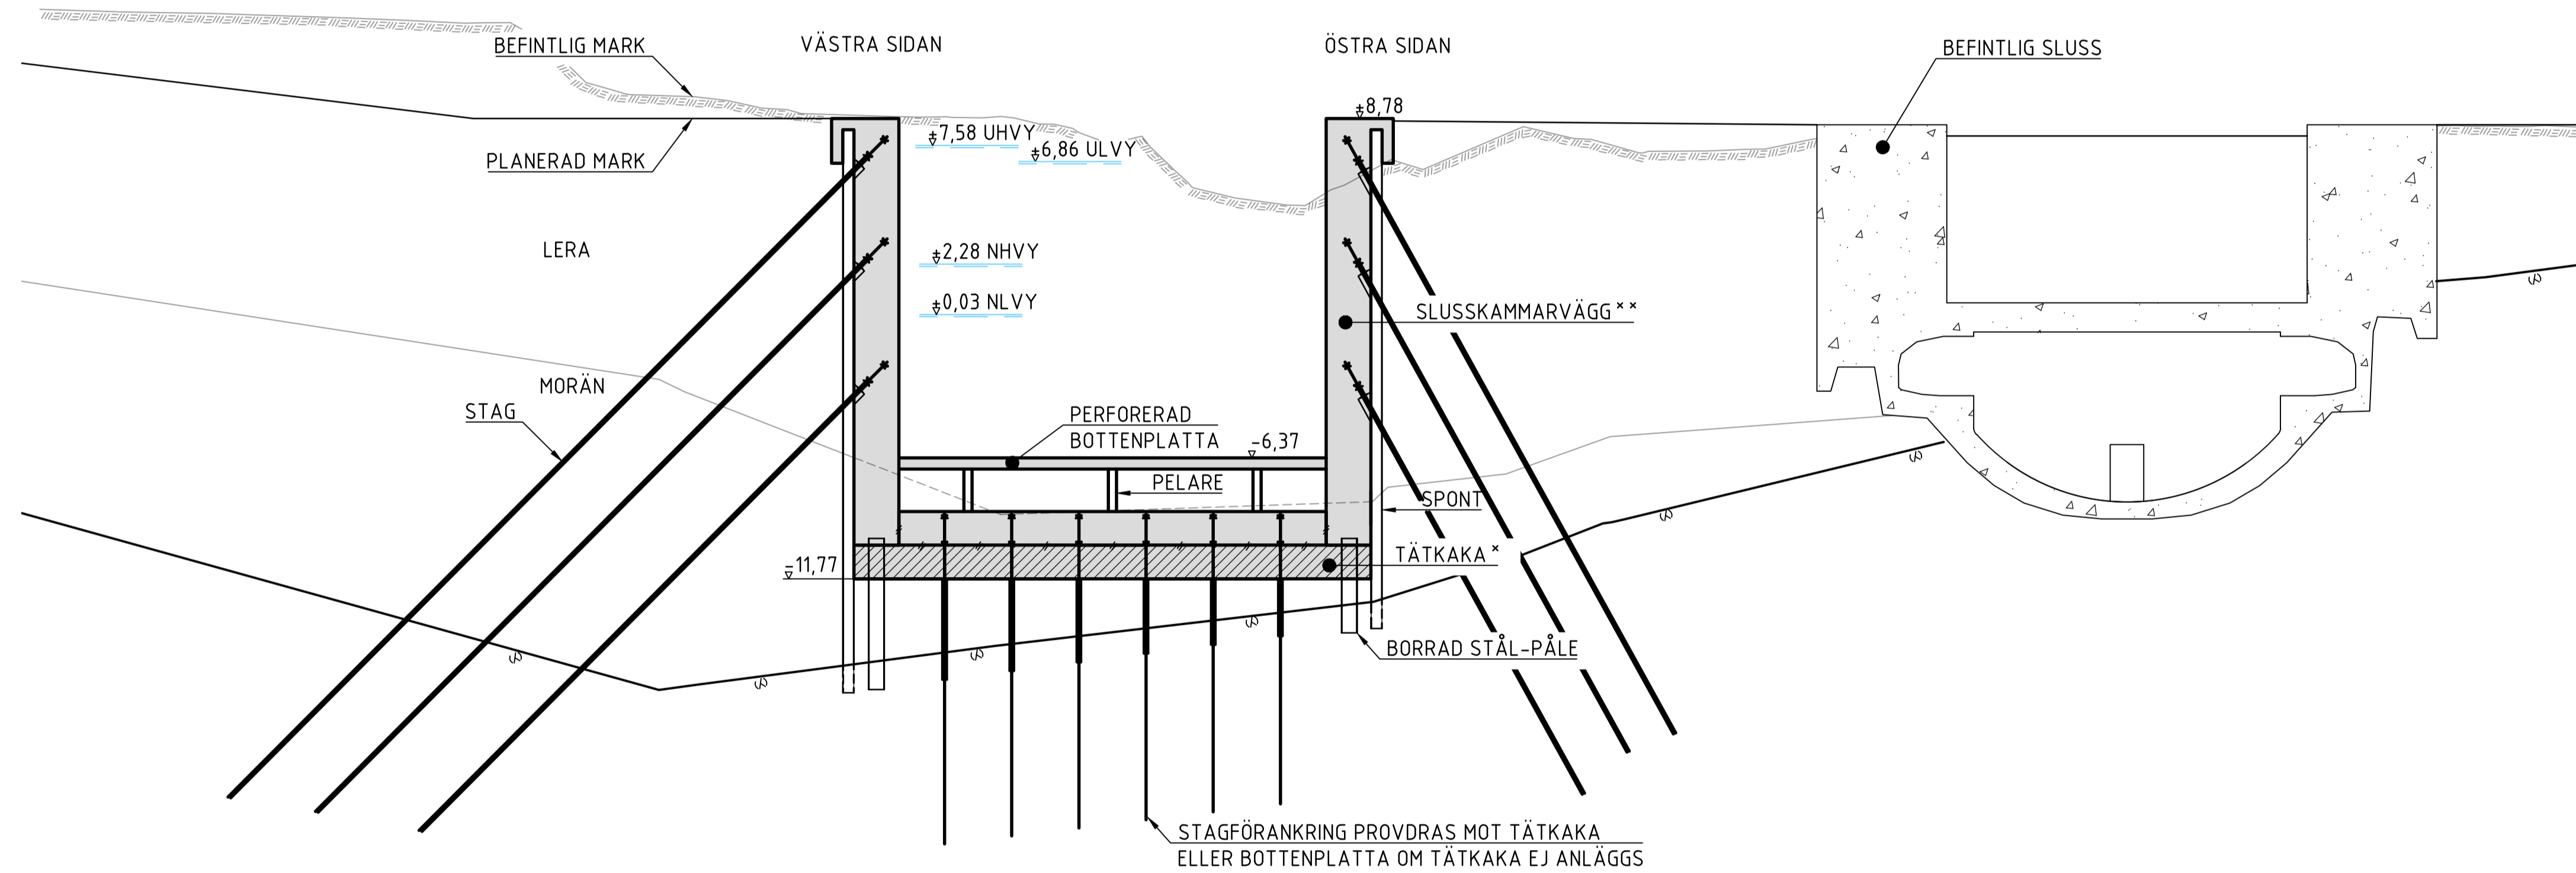 BEFINTLIG MARK
VÄSTRA SIDAN
ÖSTRA SIDAN
BEFINTLIG SLUSS
±8,78
±7,58 UHVY
±6,86 ULVY
PLANERAD MARK
LERA
±2,28 NHVY
±0,03 NLVY
SLUSSKAMMARVÄGG××
MORÄN
STAG
PERFORERAD
BOTTENPLATTA
-6,37
PELARE
SPONT
TÄTKAKA×
-11,77
BORRAD STÅL-PÅLE
STAGFÖRANKRING PROVDRAS MOT TÄTKAKA
ELLER BOTTENPLATTA OM TÄTKAKA EJ ANLÄGGS